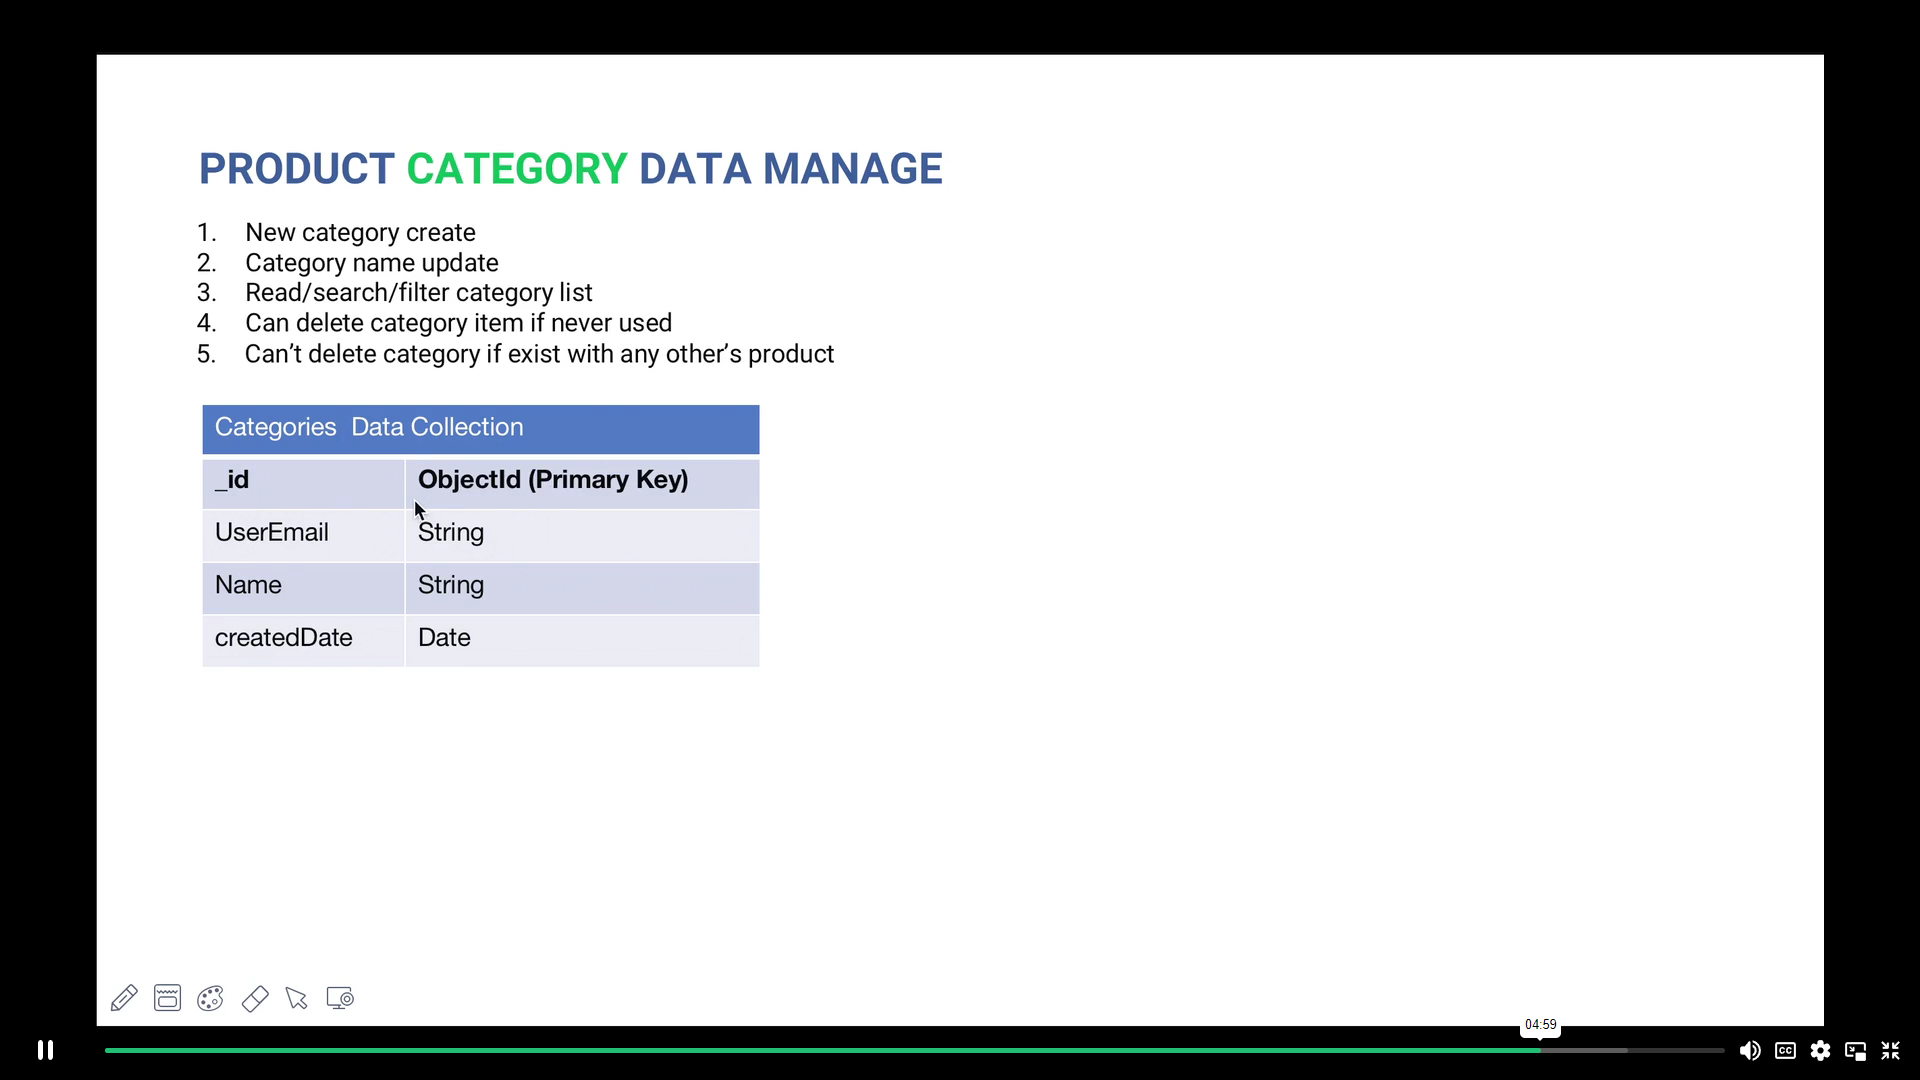 PRODUCT CATEGORY DATA MANAGE
1. New category create
2. Category name update
3. Read/search/filter category list
4. Can delete category item if never used
5. Can’t delete category if exist with any other’s product
Categories Data Collection
_id ObjectId (Primary Key)
UserEmail String
Name String
createdDate Date
04:59
CC